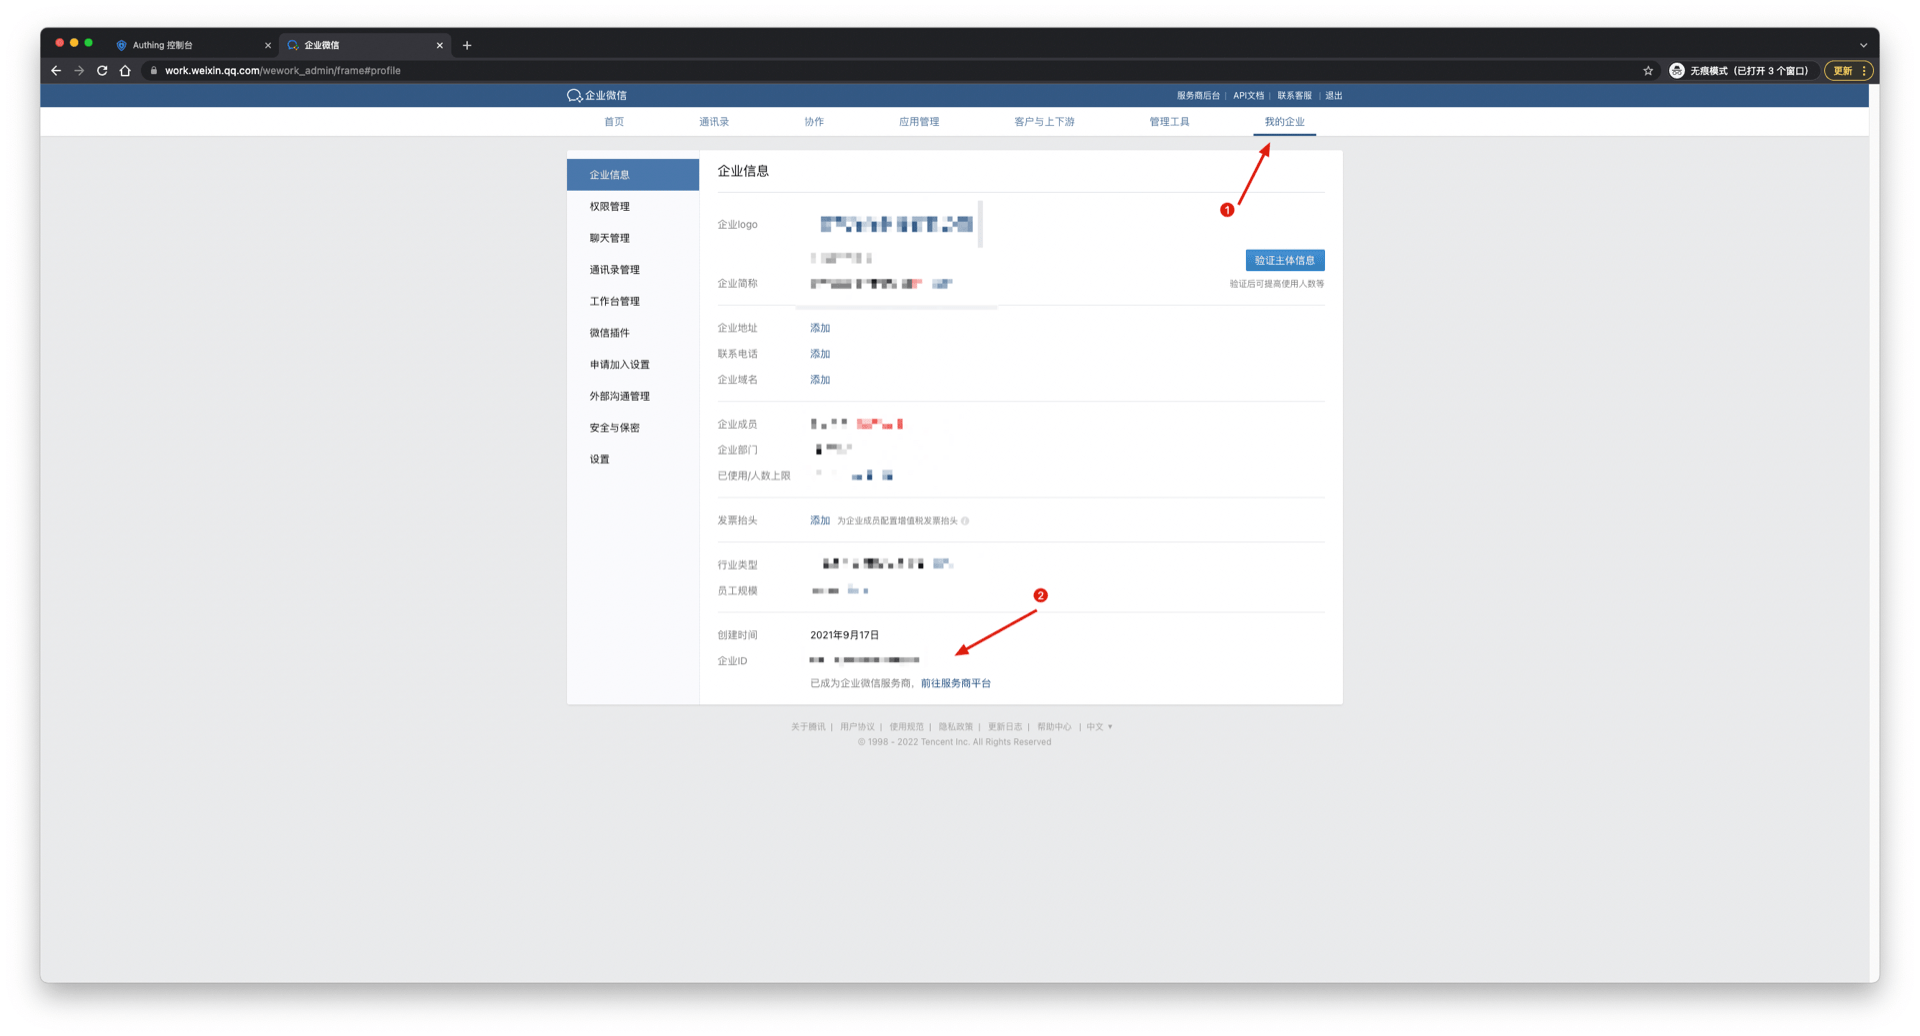 Authing 控制台
企业微信
work.weixin.qq.com/wework_admin/frame#profile
无痕模式（已打开 3 个窗口）
更新
企业微信
服务商后台 | API文档 | 联系客服 | 退出
首页 通讯录 协作 应用管理 客户与上下游 管理工具 我的企业
企业信息
权限管理
聊天管理
通讯录管理
工作台管理
微信插件
申请加入设置
外部沟通管理
安全与保密
设置
企业信息
1
企业logo
验证主体信息
企业简称
验证后可提高使用人数等
企业地址 添加
联系电话 添加
企业域名 添加
企业成员
企业部门
已使用/人数上限
发票抬头 添加 为企业成员配置增值税发票抬头
行业类型
员工规模
2
创建时间 2021年9月17日
企业ID
已成为企业微信服务商，前往服务商平台
关于腾讯 | 用户协议 | 使用规范 | 隐私政策 | 更新日志 | 帮助中心 | 中文
© 1998 - 2022 Tencent Inc. All Rights Reserved